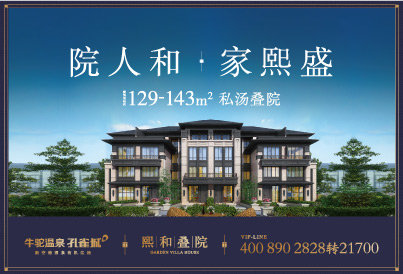 院人和·家熙盛
129-143m² 私汤叠院
牛驼温泉孔雀城
熙和叠院
GARDEN VILLA HOUSE
VIP-LINE
400 890 2828转21700